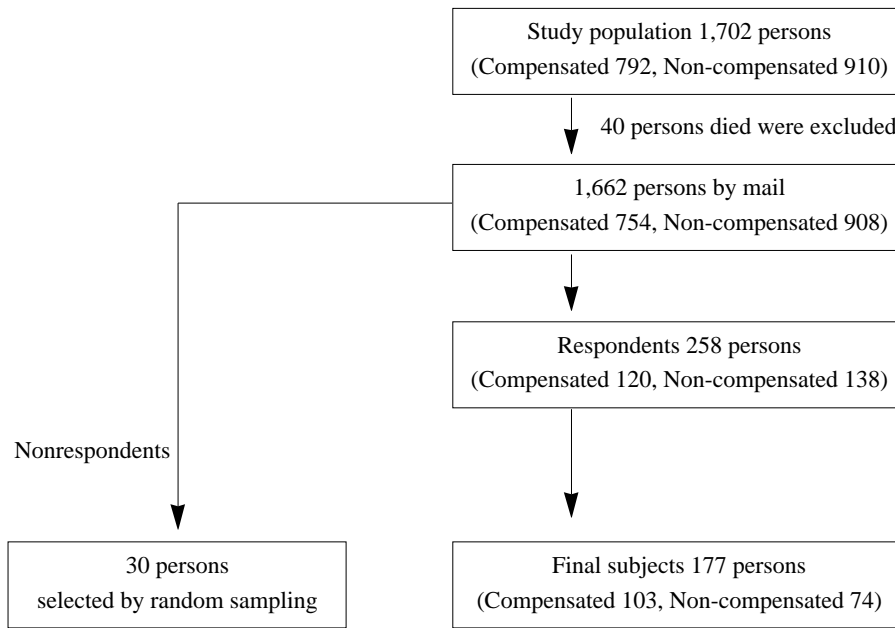 Study population 1,702 persons
(Compensated 792, Non-compensated 910)
40 persons died were excluded
1,662 persons by mail
(Compensated 754, Non-compensated 908)
Respondents 258 persons
(Compensated 120, Non-compensated 138)
Nonrespondents
30 persons
selected by random sampling
Final subjects 177 persons
(Compensated 103, Non-compensated 74)